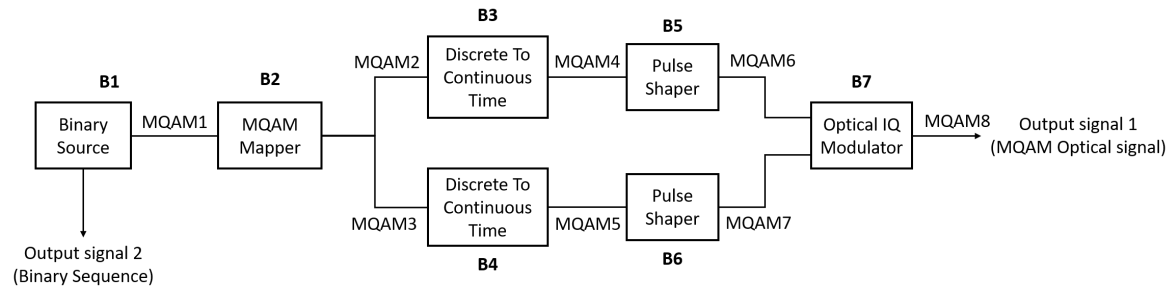 B1
Binary
Source
MQAM1
B2
MQAM
Mapper
MQAM2
B3
Discrete To
Continuous
Time
MQAM4
B5
Pulse
Shaper
MQAM6
MQAM3
Discrete To
Continuous
Time
B4
MQAM5
Pulse
Shaper
B6
MQAM7
B7
Optical IQ
Modulator
MQAM8
Output signal 1
(MQAM Optical signal)
Output signal 2
(Binary Sequence)